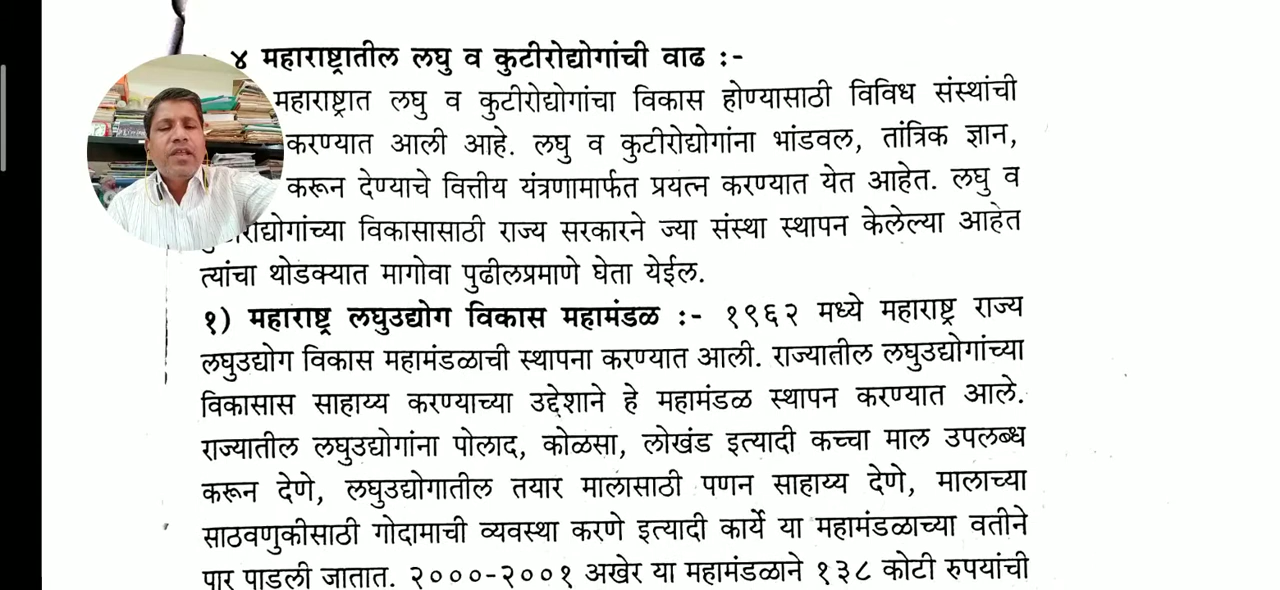 ४ महाराष्ट्रातील लघु व कुटीरोद्योगांची वाढ :-
महाराष्ट्रात लघु व कुटीरोद्योगांचा विकास होण्यासाठी विविध संस्थांची
करण्यात आली आहे. लघु व कुटीरोद्योगांना भांडवल, तांत्रिक ज्ञान,
करून देण्याचे वित्तीय यंत्रणामार्फत प्रयत्न करण्यात येत आहेत. लघु व
विकासासाठी राज्य सरकारने ज्या संस्था स्थापन केलेल्या आहेत
त्यांचा थोडक्यात मागोवा पुढीलप्रमाणे घेता येईल.
१) महाराष्ट्र लघुउद्योग विकास महामंडळ :- १९६२ मध्ये महाराष्ट्र राज्य
लघुउद्योग विकास महामंडळाची स्थापना करण्यात आली. राज्यातील लघुउद्योगांच्या
विकासास साहाय्य करण्याच्या उद्देशाने हे महामंडळ स्थापन करण्यात आले.
राज्यातील लघुउद्योगांना पोलाद, कोळसा, लोखंड इत्यादी कच्चा माल उपलब्ध
करून देणे, लघुउद्योगातील तयार मालासाठी पणन साहाय्य देणे, मालाच्या
साठवणुकीसाठी गोदामाची व्यवस्था करणे इत्यादी कार्ये या महामंडळाच्या वतीने
पार पाडली जातात. २०००-२००१ अखेर या महामंडळाने १३८ कोटी रुपयांची